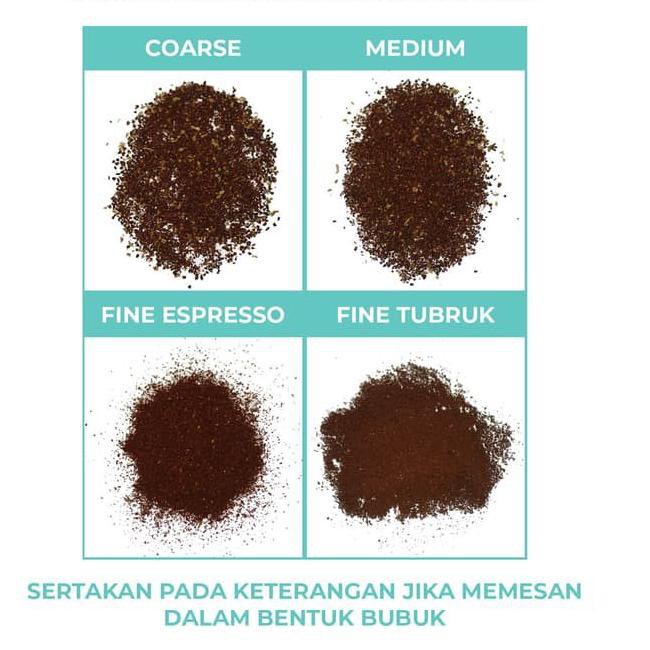 COARSE
MEDIUM
FINE ESPRESSO
FINE TUBRUK
SERTAKAN PADA KETERANGAN JIKA MEMESAN
DALAM BENTUK BUBUK